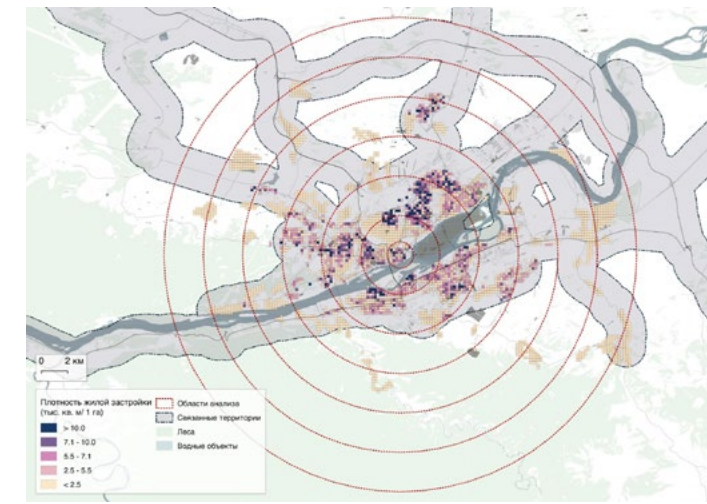 0 2 км
Плотность жилой застройки
(тыс. кв. м/ 1 га)
> 10.0
7.1 - 10.0
5.5 - 7.1
2.5 - 5.5
< 2.5
Области анализа
Связанные территории
Леса
Водные объекты